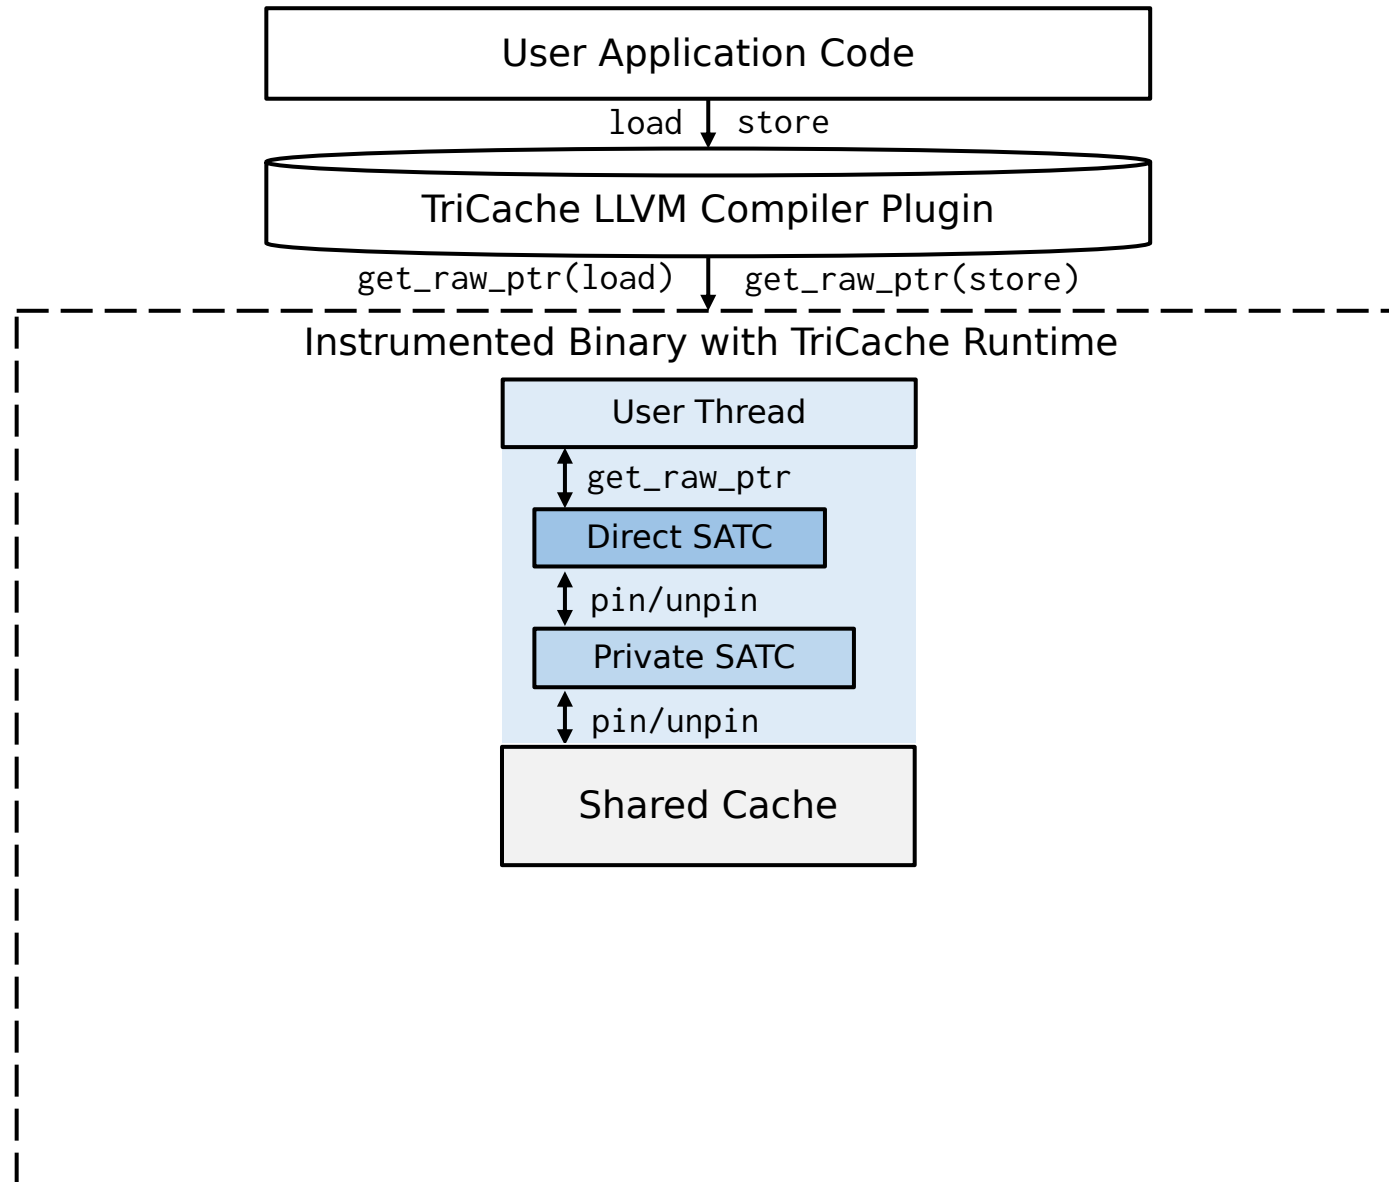 User Application Code
load store
TriCache LLVM Compiler Plugin
get_raw_ptr(load) get_raw_ptr(store)
Instrumented Binary with TriCache Runtime
User Thread
get_raw_ptr
Direct SATC
pin/unpin
Private SATC
pin/unpin
Shared Cache